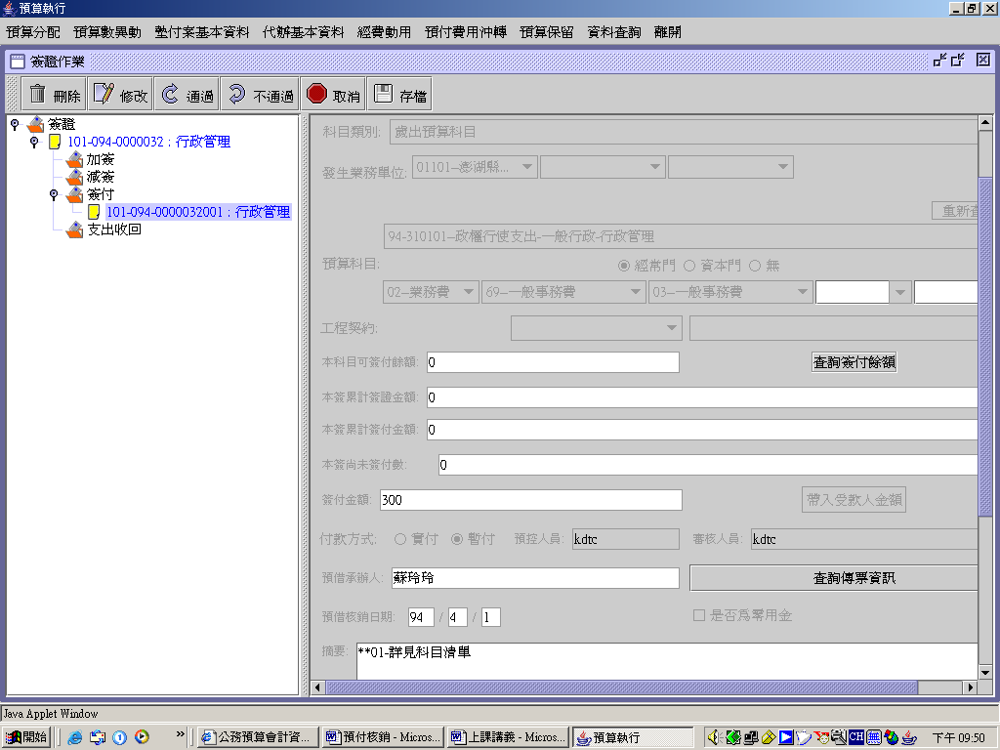 預算執行
預算分配 預算數異動 墊付案基本資料 代辦基本資料 經費動用 預付費用沖轉 預算保留 資料查詢 離開
簽證作業
刪除 修改 通過 不通過 取消 存檔
簽證
101-094-0000032：行政管理
加簽
減簽
簽付
101-094-0000032001：行政管理
支出收回
科目類別: 歲出預算科目
發生業務單位: 01101--澎湖縣...
重新查
94-310101--政權行使支出-一般行政-行政管理
預算科目:
經常門 資本門 無
02--業務費 69--一般事務費 03--一般事務費
工程契約:
本科目可簽付餘額: 0 查詢簽付餘額
本簽累計簽證金額: 0
本簽累計簽付金額: 0
本簽尚未簽付數: 0
簽付金額: 300 帶入受款人金額
付款方式: 實付 暫付 預控人員: kdtc 審核人員: kdtc
預借承辦人: 蘇玲玲 查詢傳票資訊
預借核銷日期: 94 / 4 / 1 是否為零用金
摘要: **01-詳見科目清單
Java Applet Window
開始 » 公務預算會計資... 預付核銷 - Micros... 上課講義 - Micros... 預算執行 CH 下午 09:50